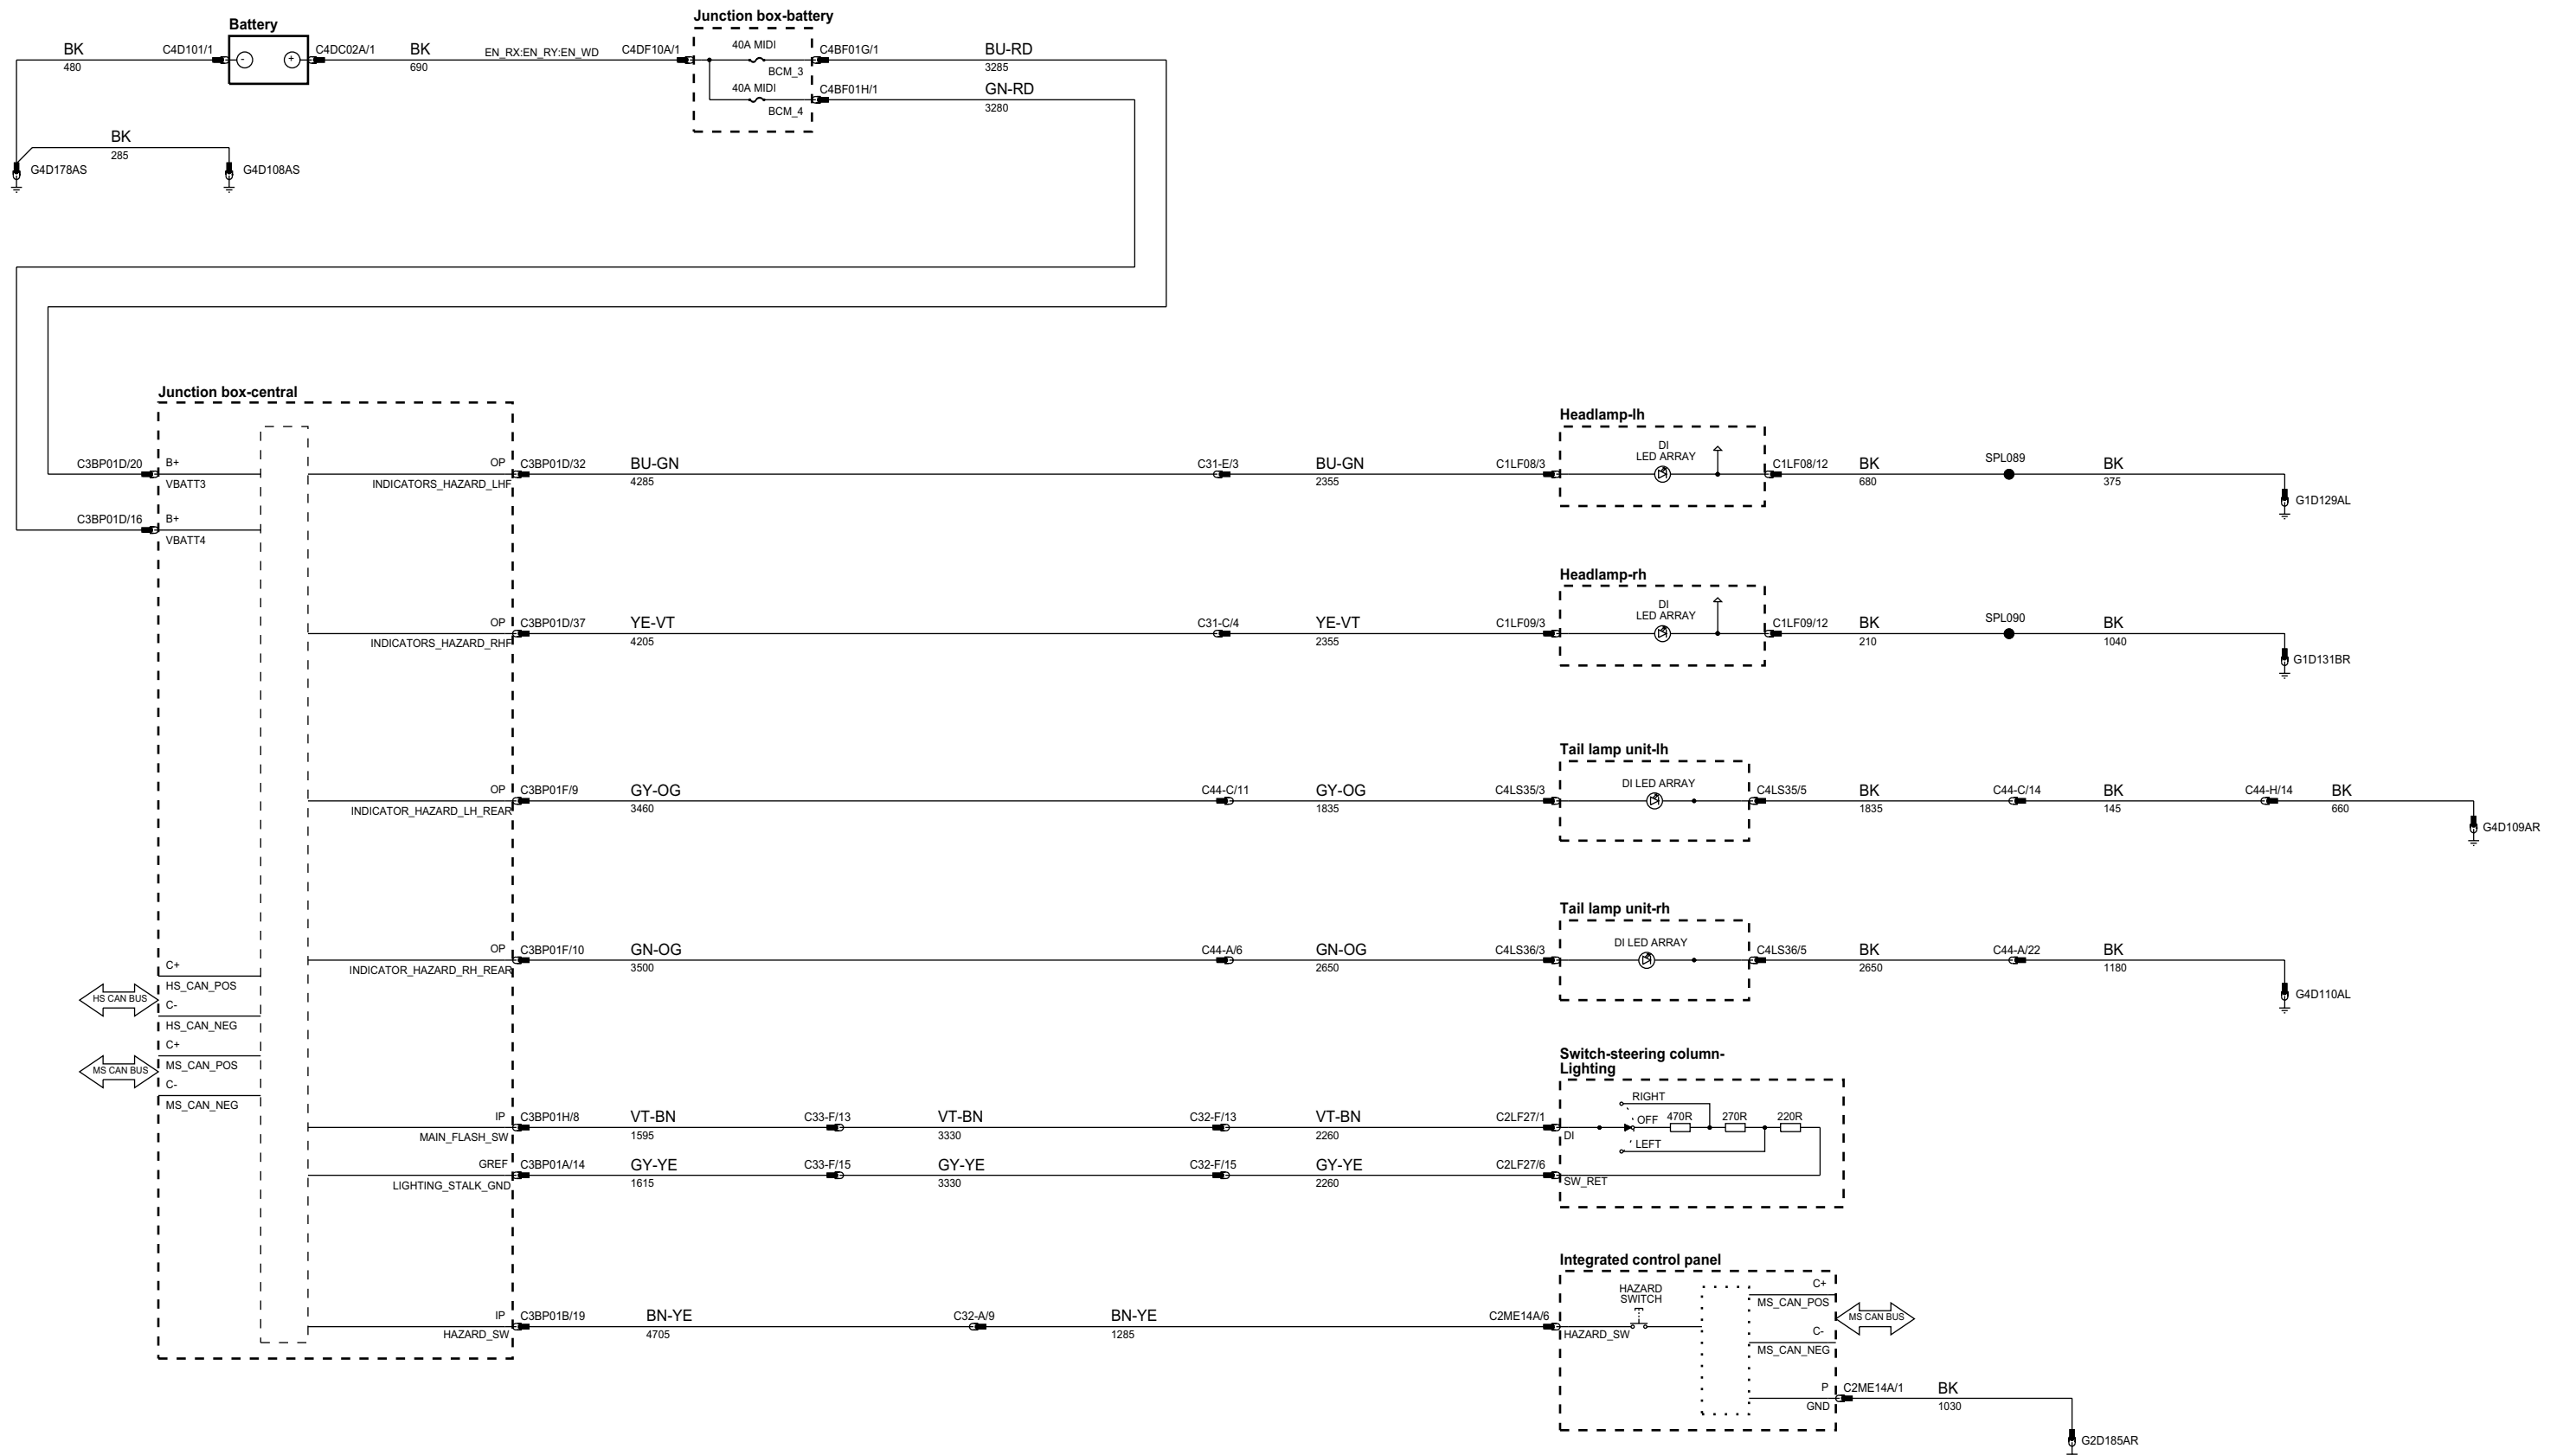 Battery
Junction box-battery
BK
480
C4D101/1
-
+
C4DC02A/1
BK
690
EN_RX:EN_RY:EN_WD
C4DF10A/1
40A MIDI
BCM_3
C4BF01G/1
BU-RD
3285
40A MIDI
BCM_4
C4BF01H/1
GN-RD
3280
BK
285
G4D178AS
G4D108AS
Junction box-central
Headlamp-lh
C3BP01D/20
B+
VBATT3
OP
INDICATORS_HAZARD_LHF
C3BP01D/32
BU-GN
4285
C31-E/3
BU-GN
2355
C1LF08/3
DI
LED ARRAY
C1LF08/12
BK
680
SPL089
BK
375
G1D129AL
C3BP01D/16
B+
VBATT4
Headlamp-rh
OP
INDICATORS_HAZARD_RHF
C3BP01D/37
YE-VT
4205
C31-C/4
YE-VT
2355
C1LF09/3
DI
LED ARRAY
C1LF09/12
BK
210
SPL090
BK
1040
G1D131BR
Tail lamp unit-lh
OP
INDICATOR_HAZARD_LH_REAR
C3BP01F/9
GY-OG
3460
C44-C/11
GY-OG
1835
C4LS35/3
DI LED ARRAY
C4LS35/5
BK
1835
C44-C/14
BK
145
C44-H/14
BK
660
G4D109AR
Tail lamp unit-rh
OP
INDICATOR_HAZARD_RH_REAR
C3BP01F/10
GN-OG
3500
C44-A/6
GN-OG
2650
C4LS36/3
DI LED ARRAY
C4LS36/5
BK
2650
C44-A/22
BK
1180
G4D110AL
HS CAN BUS
C+
HS_CAN_POS
C-
HS_CAN_NEG
MS CAN BUS
C+
MS_CAN_POS
C-
MS_CAN_NEG
Switch-steering column-
Lighting
IP
MAIN_FLASH_SW
C3BP01H/8
VT-BN
1595
C33-F/13
VT-BN
3330
C32-F/13
VT-BN
2260
C2LF27/1
DI
RIGHT
OFF
LEFT
470R
270R
220R
GREF
LIGHTING_STALK_GND
C3BP01A/14
GY-YE
1615
C33-F/15
GY-YE
3330
C32-F/15
GY-YE
2260
C2LF27/6
SW_RET
Integrated control panel
IP
HAZARD_SW
C3BP01B/19
BN-YE
4705
C32-A/9
BN-YE
1285
C2ME14A/6
HAZARD_SW
HAZARD
SWITCH
C+
MS_CAN_POS
C-
MS_CAN_NEG
MS CAN BUS
P
GND
C2ME14A/1
BK
1030
G2D185AR